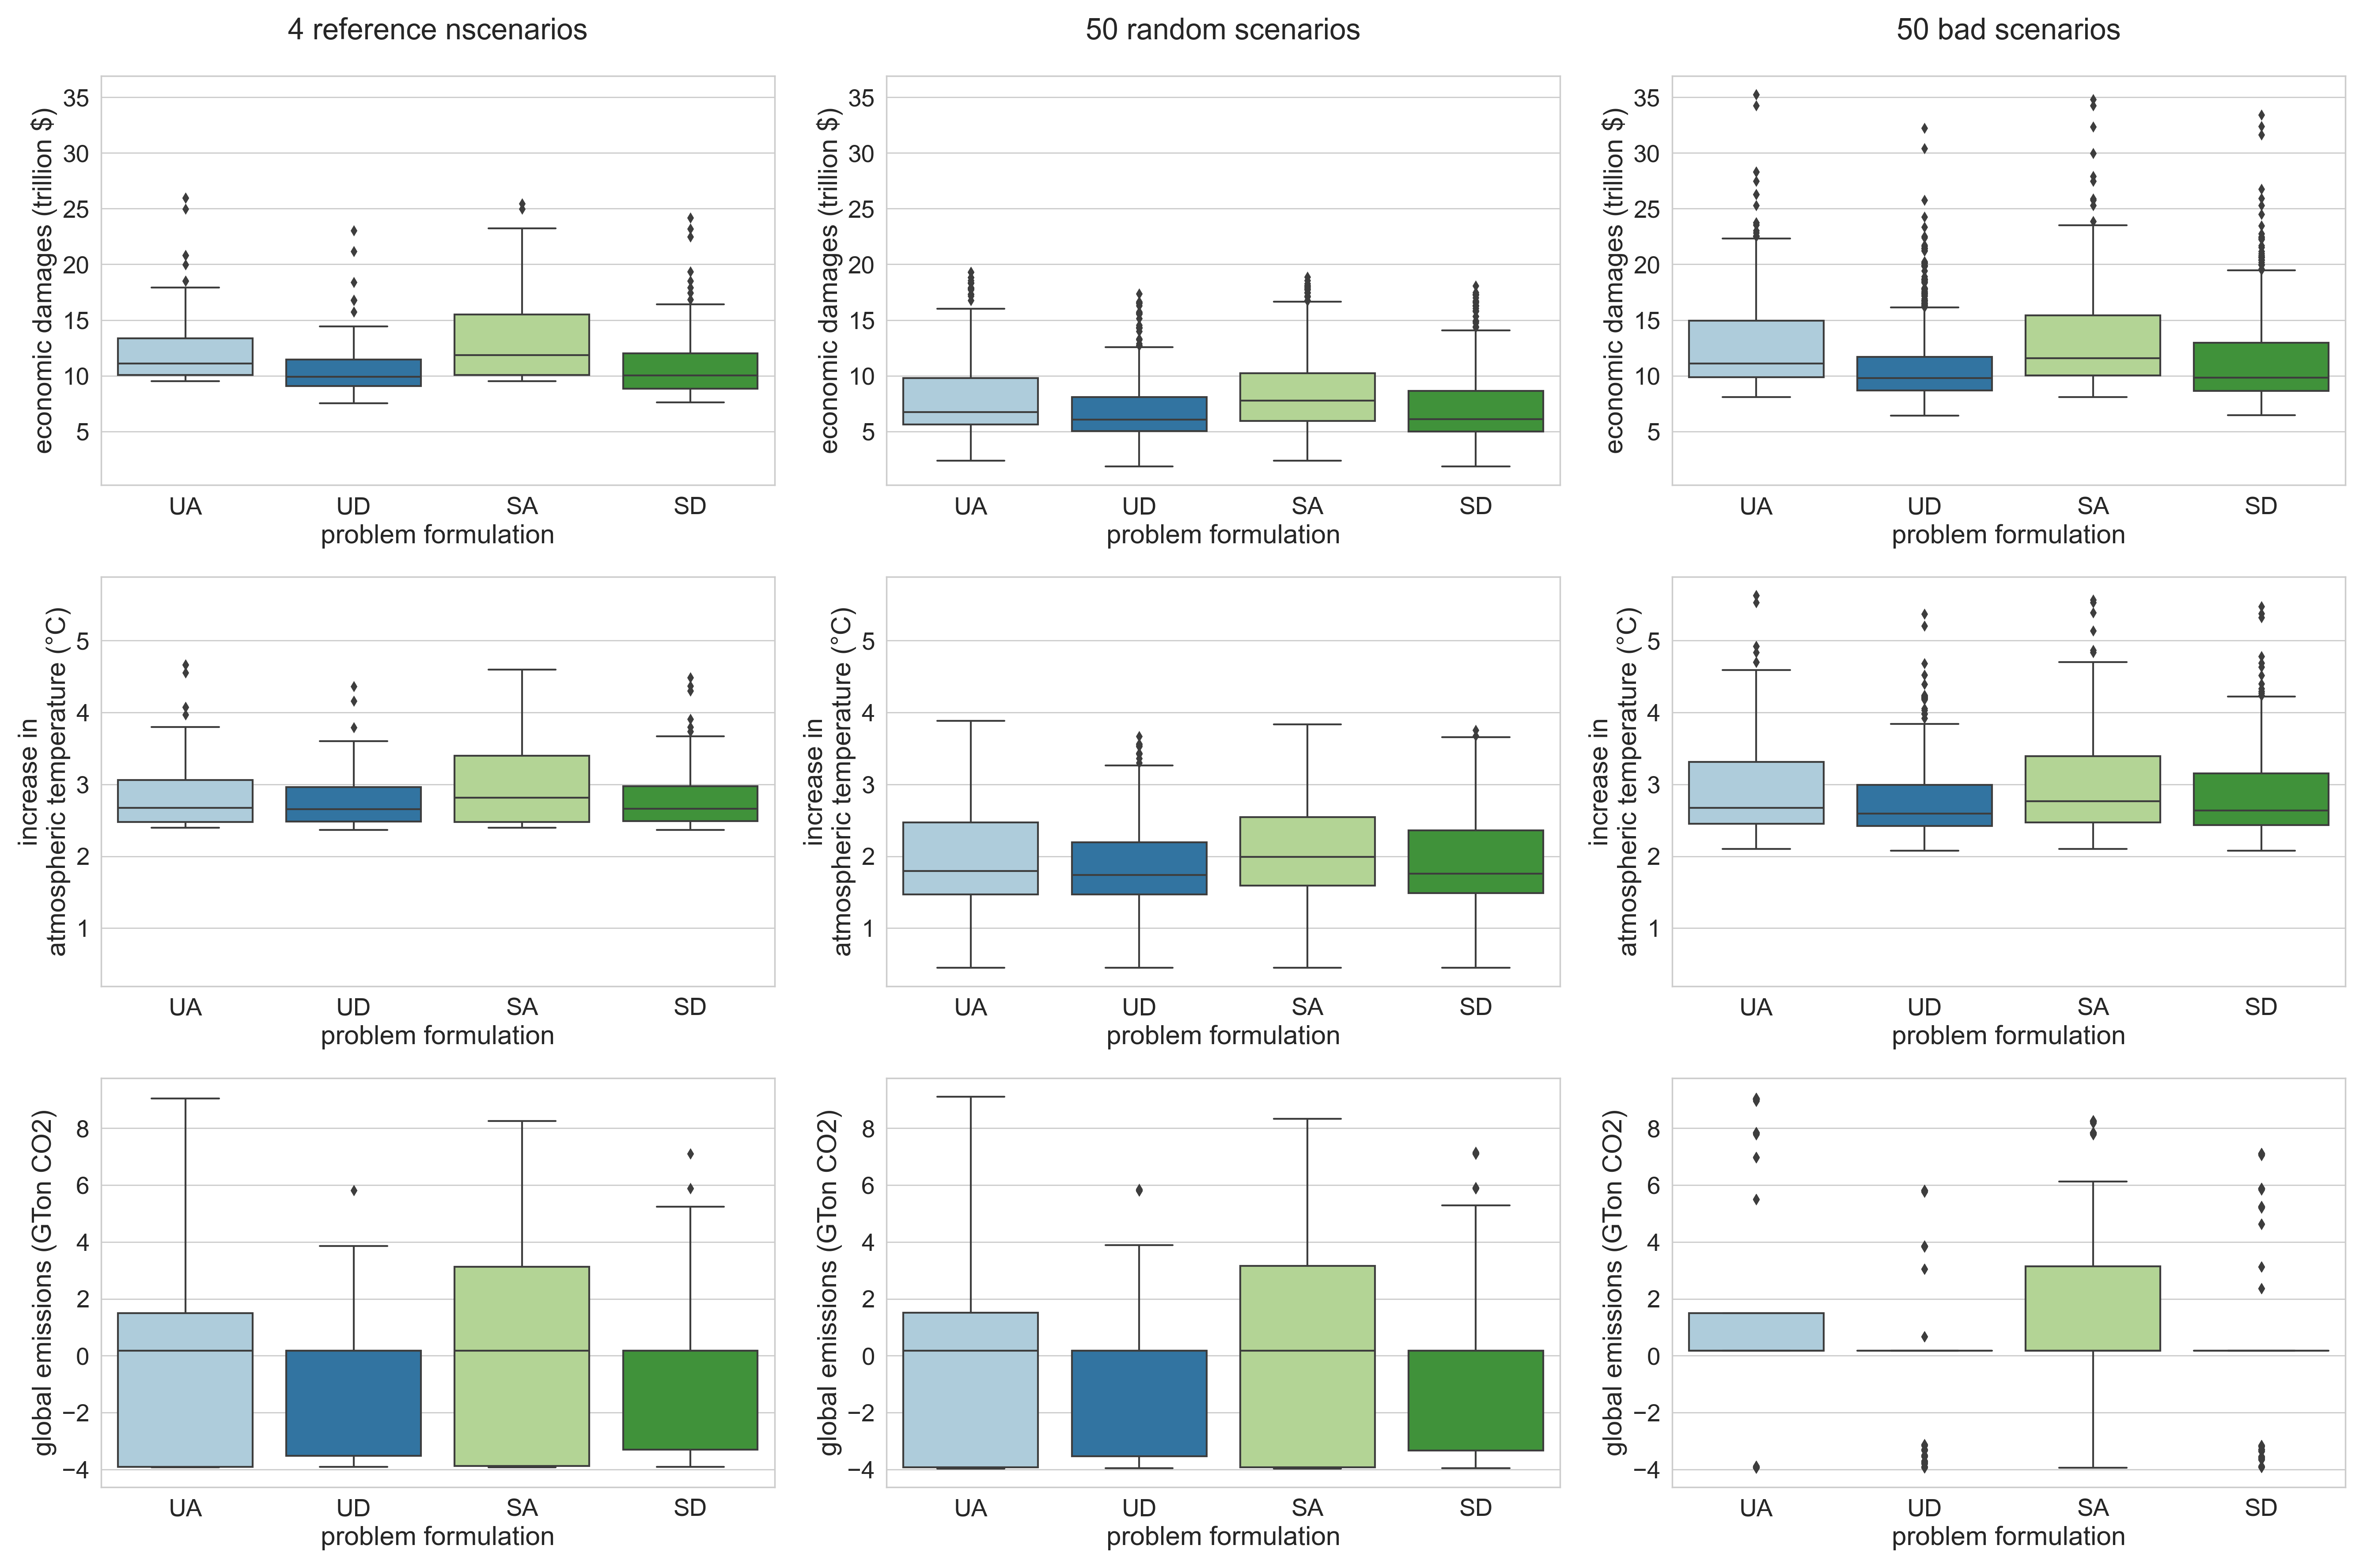 4 reference nscenarios
50 random scenarios
50 bad scenarios
economic damages (trillion $)
35
30
25
20
15
10
5
UA UD SA SD
problem formulation
economic damages (trillion $)
35
30
25
20
15
10
5
UA UD SA SD
problem formulation
economic damages (trillion $)
35
30
25
20
15
10
5
UA UD SA SD
problem formulation
increase in
atmospheric temperature (°C)
5
4
3
2
1
UA UD SA SD
problem formulation
increase in
atmospheric temperature (°C)
5
4
3
2
1
UA UD SA SD
problem formulation
increase in
atmospheric temperature (°C)
5
4
3
2
1
UA UD SA SD
problem formulation
global emissions (GTon CO2)
8
6
4
2
0
−2
−4
UA UD SA SD
problem formulation
global emissions (GTon CO2)
8
6
4
2
0
−2
−4
UA UD SA SD
problem formulation
global emissions (GTon CO2)
8
6
4
2
0
−2
−4
UA UD SA SD
problem formulation